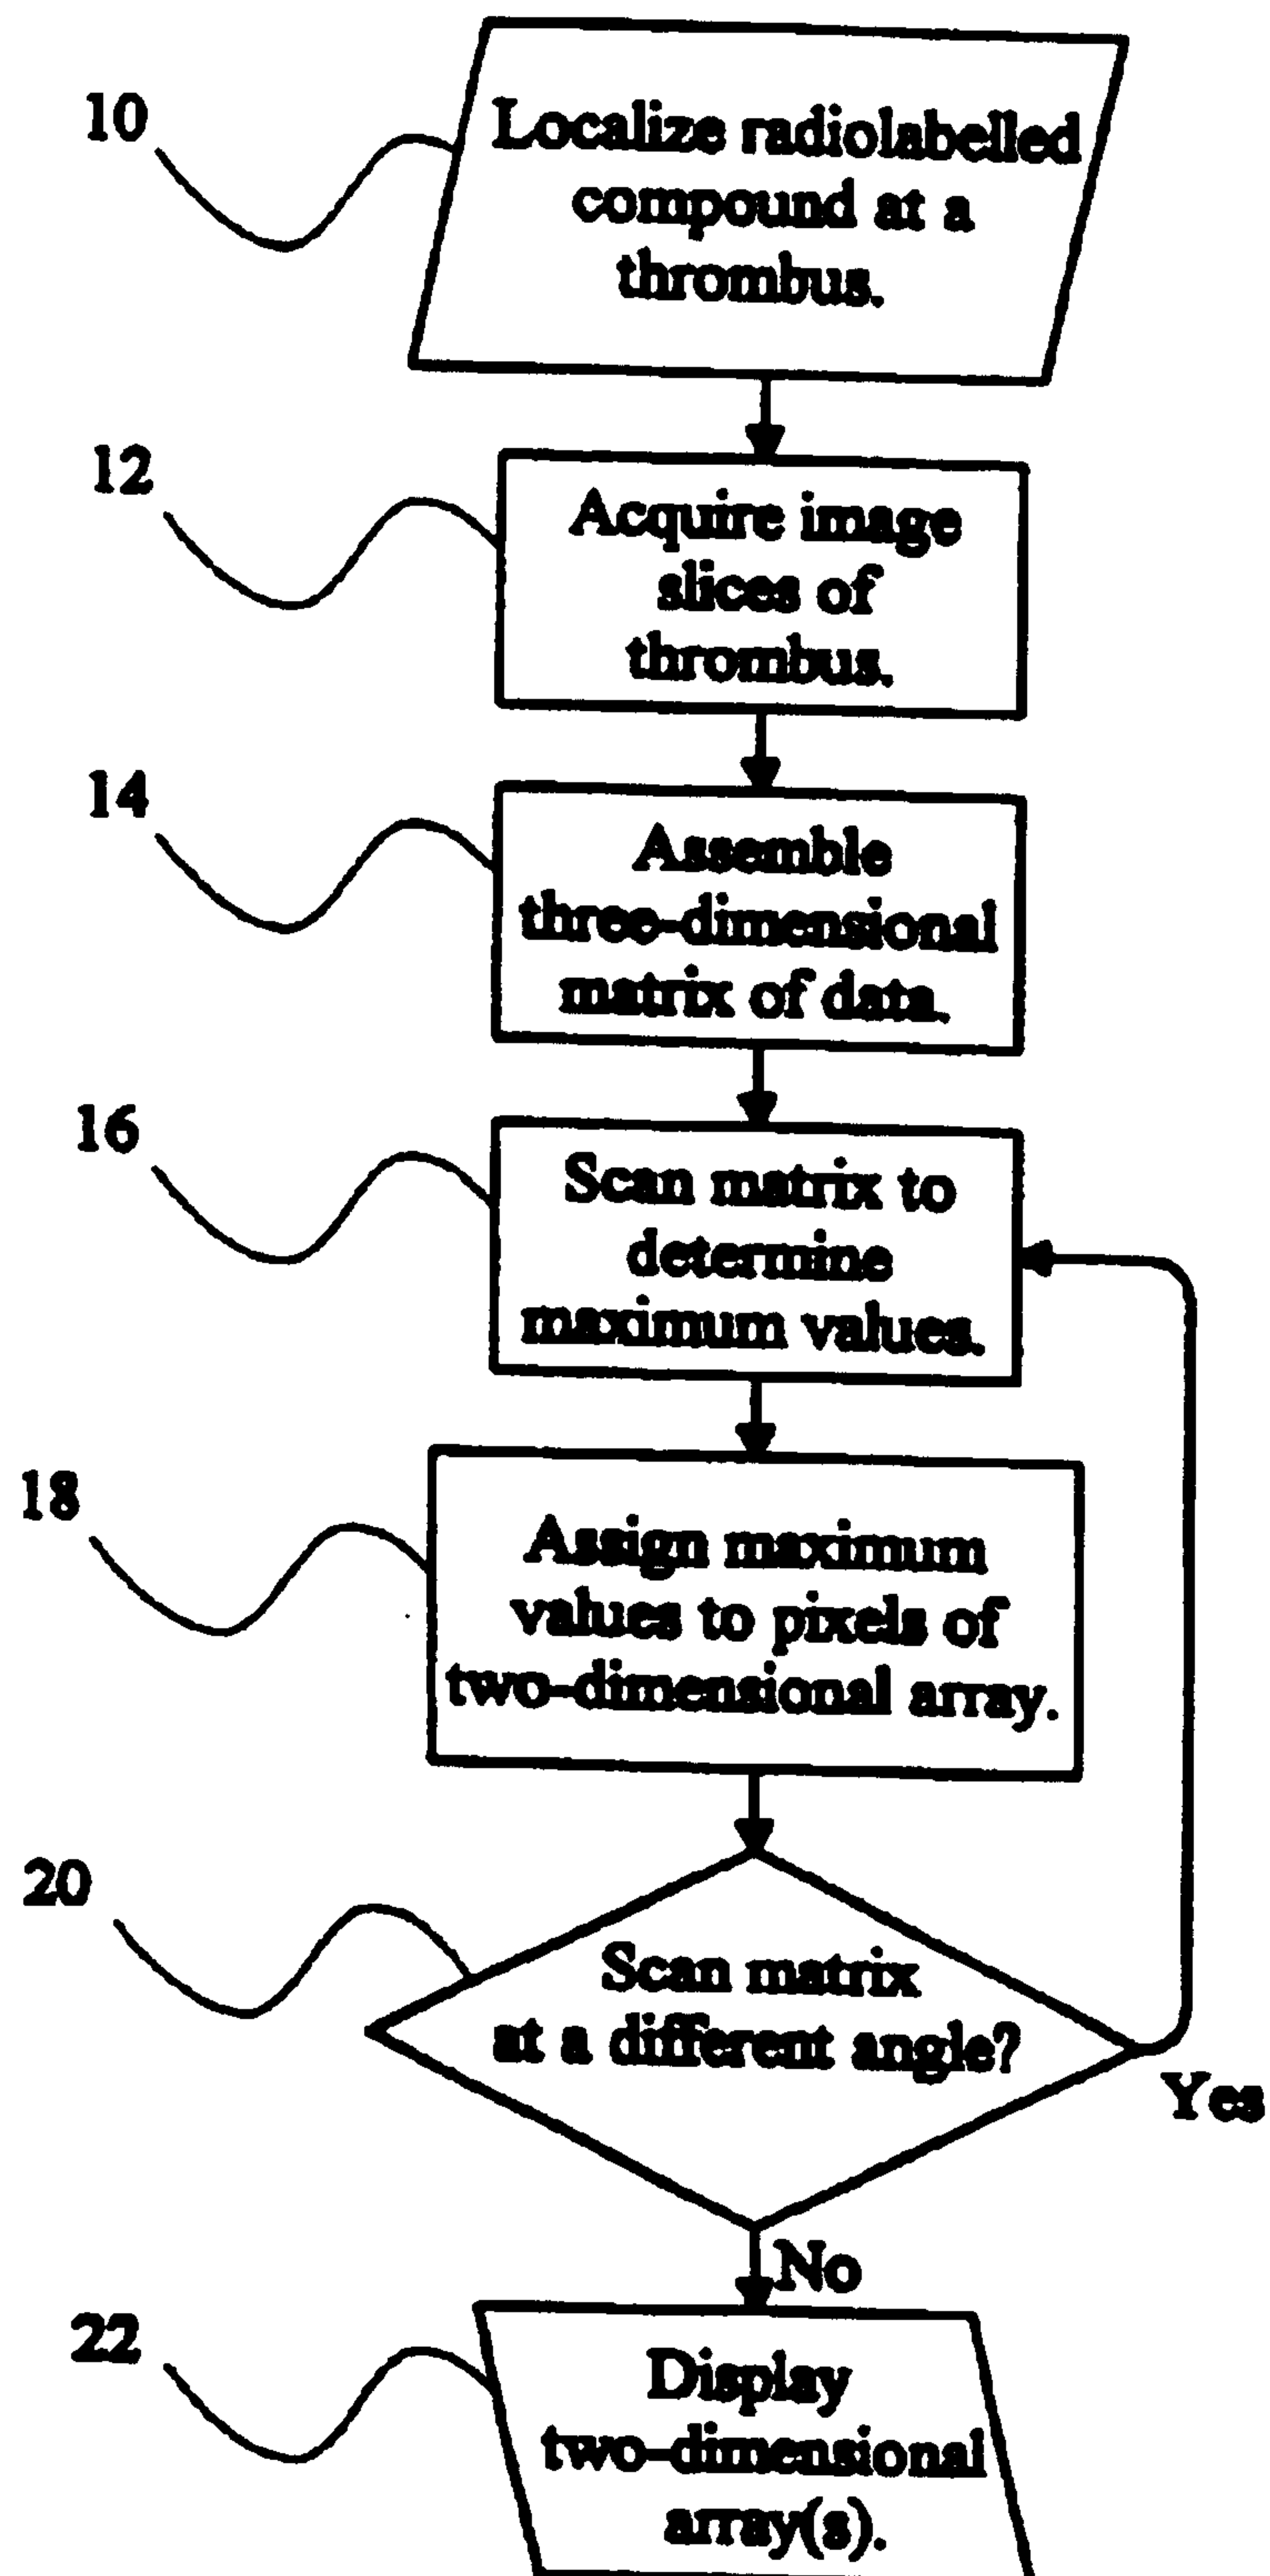 10
Localize radiolabelled
compound at a
thrombus.
12
Acquire image
slices of
thrombus.
14
Assemble
three-dimensional
matrix of data.
16
Scan matrix to
determine
maximum values.
18
Assign maximum
values to pixels of
two-dimensional array.
20
Scan matrix
at a different angle?
Yes
No
22
Display
two-dimensional
array(s).